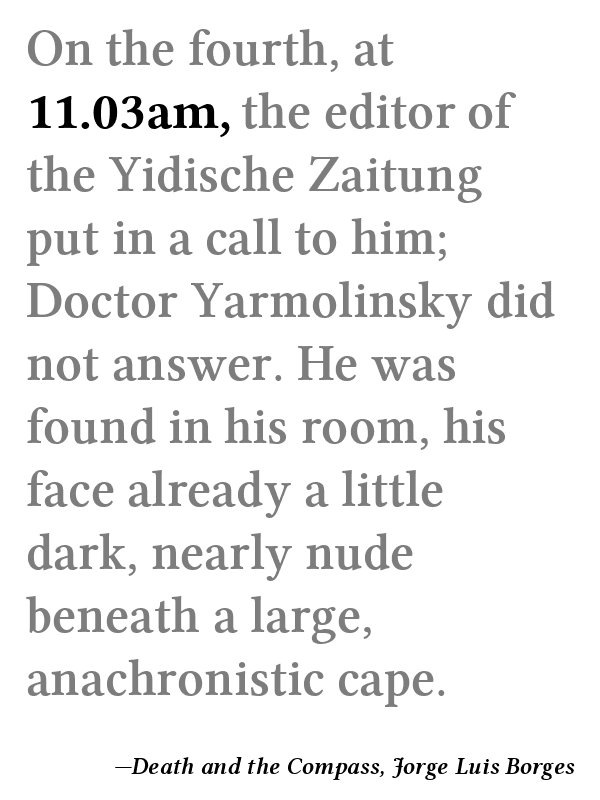 On the fourth, at
11.03am, the editor of
the Yidische Zaitung
put in a call to him;
Doctor Yarmolinsky did
not answer. He was
found in his room, his
face already a little
dark, nearly nude
beneath a large,
anachronistic cape.
—Death and the Compass, Jorge Luis Borges